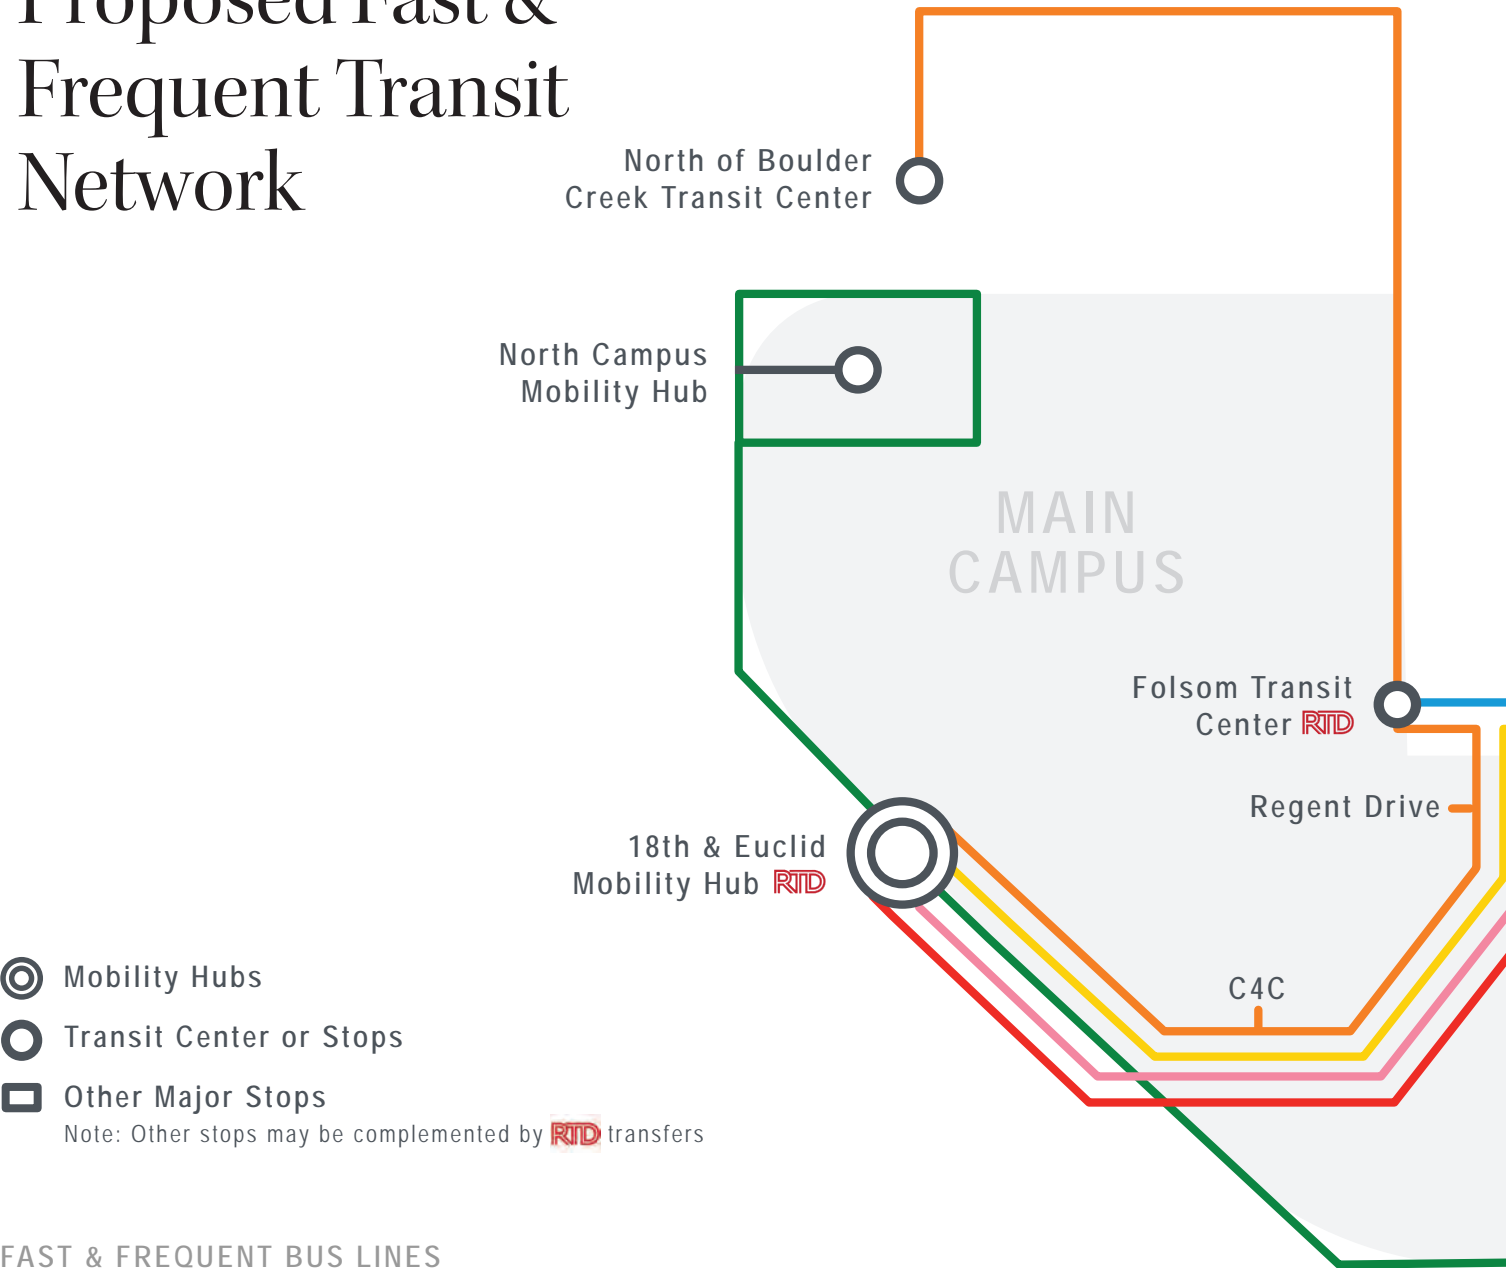 Proposed Fast &
Frequent Transit
Network
North of Boulder
Creek Transit Center
North Campus
Mobility Hub
MAIN
CAMPUS
Folsom Transit
Center RTD
Regent Drive
18th & Euclid
Mobility Hub RTD
C4C
Mobility Hubs
Transit Center or Stops
Other Major Stops
Note: Other stops may be complemented by RTD transfers
FAST & FREQUENT BUS LINES